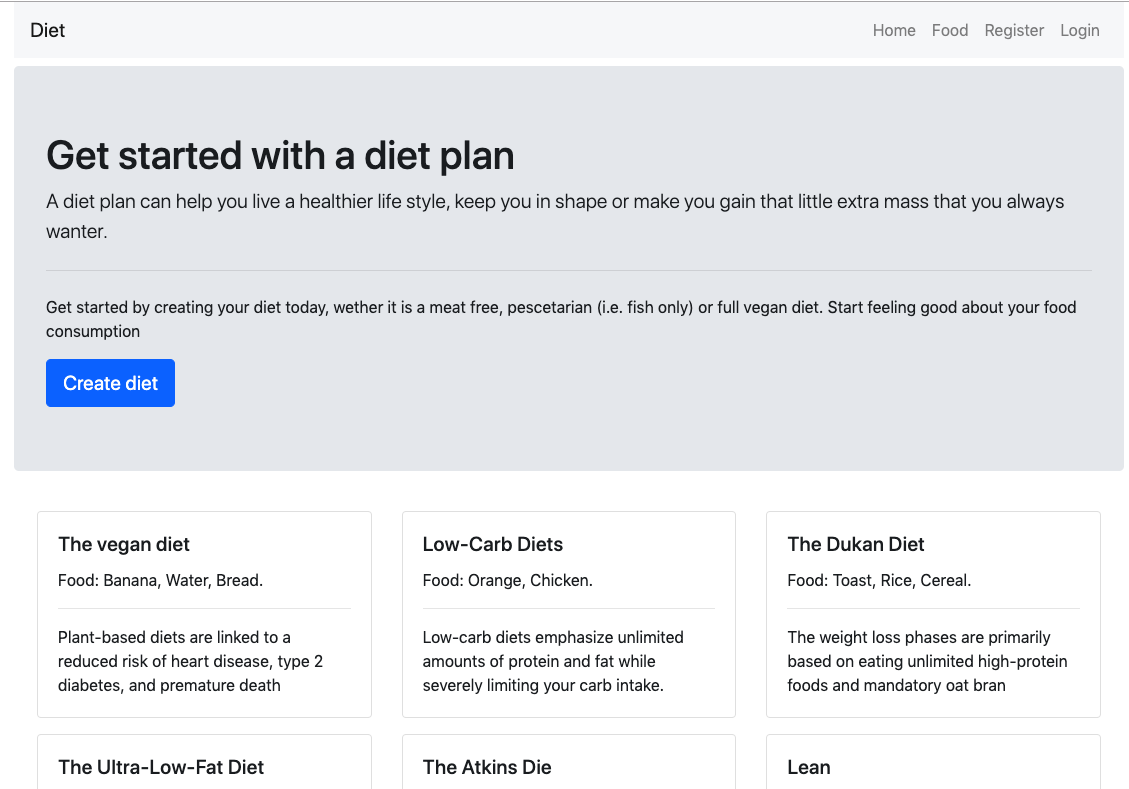 Diet
Home Food Register Login
Get started with a diet plan
A diet plan can help you live a healthier life style, keep you in shape or make you gain that little extra mass that you always
wanter.
Get started by creating your diet today, wether it is a meat free, pescetarian (i.e. fish only) or full vegan diet. Start feeling good about your food
consumption
Create diet
The vegan diet
Food: Banana, Water, Bread.
Plant-based diets are linked to a
reduced risk of heart disease, type 2
diabetes, and premature death
Low-Carb Diets
Food: Orange, Chicken.
Low-carb diets emphasize unlimited
amounts of protein and fat while
severely limiting your carb intake.
The Dukan Diet
Food: Toast, Rice, Cereal.
The weight loss phases are primarily
based on eating unlimited high-protein
foods and mandatory oat bran
The Ultra-Low-Fat Diet
The Atkins Die
Lean